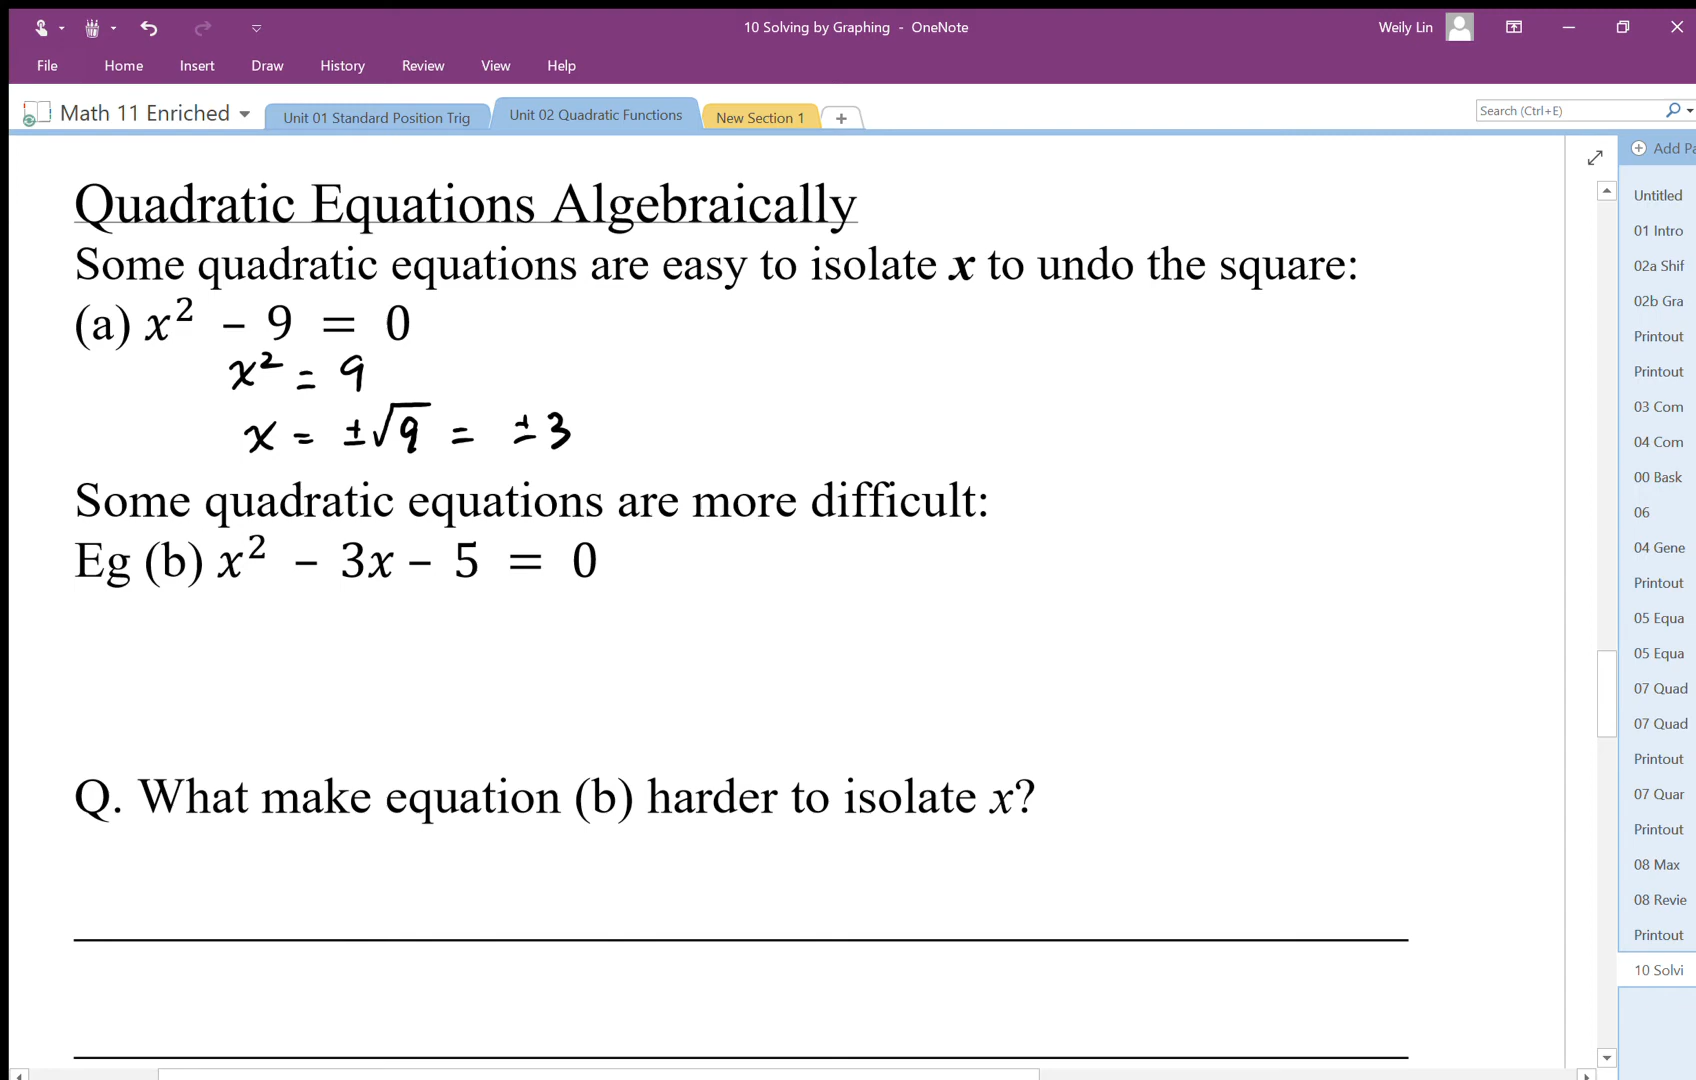 10 Solving by Graphing - OneNote
Weily Lin
File Home Insert Draw History Review View Help
Math 11 Enriched
Unit 01 Standard Position Trig
Unit 02 Quadratic Functions
New Section 1
Search (Ctrl+E)
Quadratic Equations Algebraically
Some quadratic equations are easy to isolate x to undo the square:
(a) x² - 9 = 0
x² = 9
x = ±√9 = ±3
Some quadratic equations are more difficult:
Eg (b) x² - 3x - 5 = 0
Q. What make equation (b) harder to isolate x?
Add Pa
Untitled
01 Intro
02a Shif
02b Gra
Printout
Printout
03 Com
04 Com
00 Bask
06
04 Gene
Printout
05 Equa
05 Equa
07 Quad
07 Quad
Printout
07 Quar
Printout
08 Max
08 Revie
Printout
10 Solvi